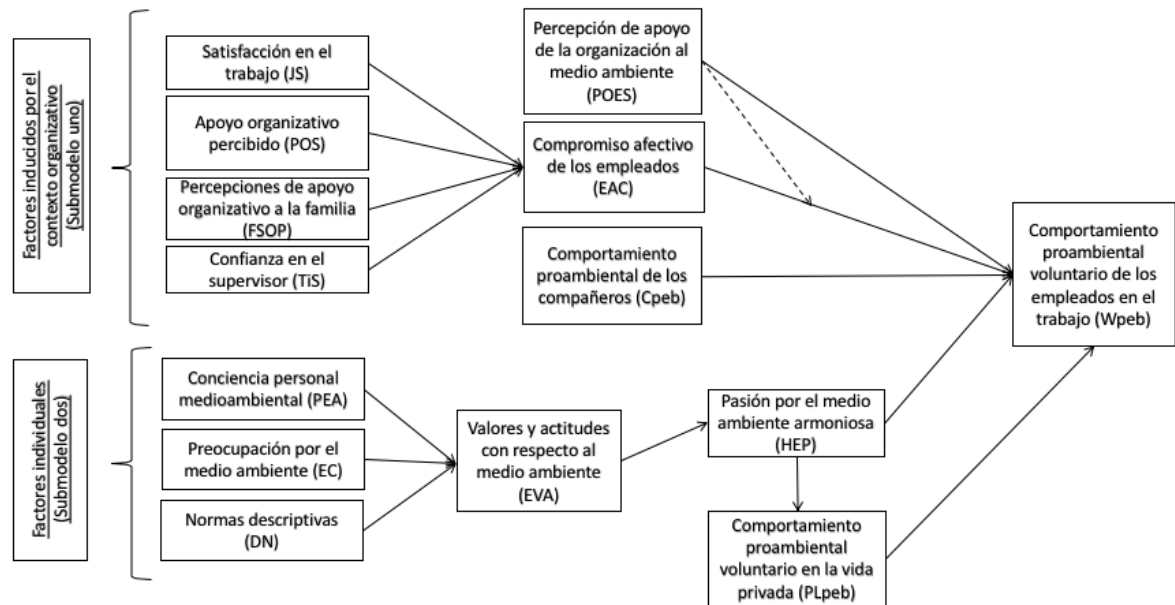 Factores inducidos por el
contexto organizativo
(Submodelo uno)
Satisfacción en el
trabajo (JS)
Apoyo organizativo
percibido (POS)
Percepciones de apoyo
organizativo a la familia
(FSOP)
Confianza en el
supervisor (TiS)
Percepción de apoyo
de la organización al
medio ambiente
(POES)
Compromiso afectivo
de los empleados
(EAC)
Comportamiento
proambiental de los
compañeros (Cpeb)
Comportamiento
proambiental
voluntario de los
empleados en el
trabajo (Wpeb)
Factores individuales
(Submodelo dos)
Conciencia personal
medioambiental (PEA)
Preocupación por el
medio ambiente (EC)
Normas descriptivas
(DN)
Valores y actitudes
con respecto al
medio ambiente
(EVA)
Pasión por el medio
ambiente armoniosa
(HEP)
Comportamiento
proambiental
voluntario en la vida
privada (PLpeb)